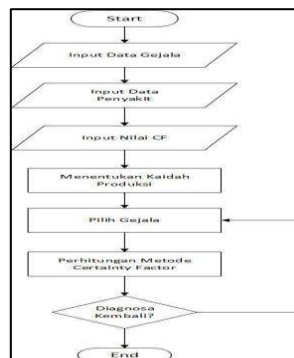 Start
Input Data Gejala
Input Data
Penyakit
Input Nilai CF
Menentukan Kaidah
Produksi
Pilih Gejala
Perhitungan Metode
Certainty Factor
Diagnosa
Kembali?
End